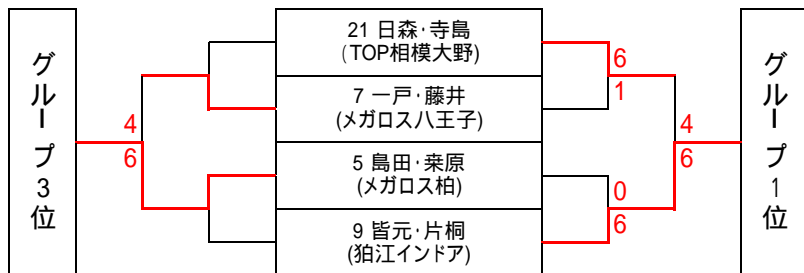 グループ3位
4
6
21 日森・寺島
(TOP相模大野)
7 一戸・藤井
(メガロス八王子)
5 島田・来原
(メガロス柏)
9 皆元・片桐
(狛江インドア)
6
1
0
6
4
6
グループ1位